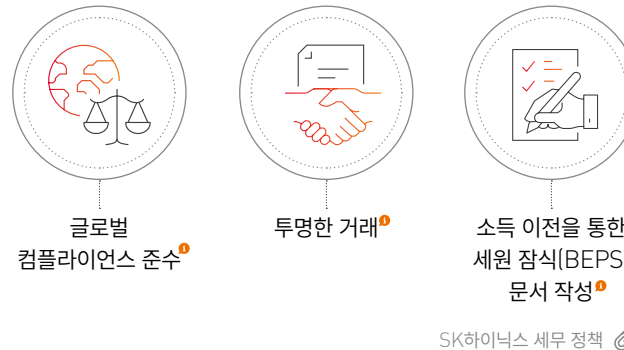 글로벌
컴플라이언스 준수
투명한 거래
소득 이전을 통한
세원 잠식(BEPS
문서 작성
SK하이닉스 세무 정책